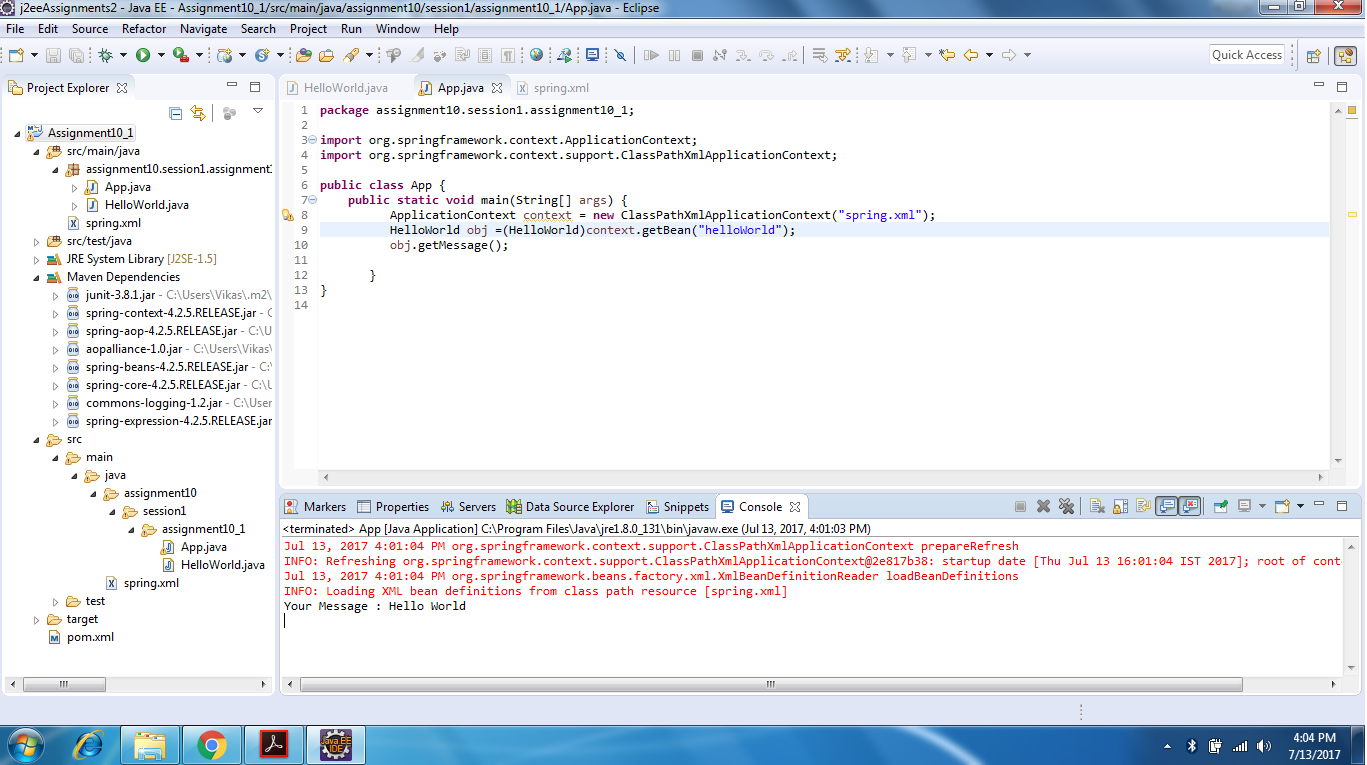 j2eeAssignments2 - Java EE - Assignment10_1/src/main/java/assignment10/session1/assignment10_1/App.java - Eclipse
File Edit Source Refactor Navigate Search Project Run Window Help
Quick Access
Project Explorer
Assignment10_1
src/main/java
assignment10.session1.assignment
App.java
HelloWorld.java
spring.xml
src/test/java
JRE System Library [J2SE-1.5]
Maven Dependencies
junit-3.8.1.jar - C:\Users\Vikas\.m2\
spring-context-4.2.5.RELEASE.jar - C
spring-aop-4.2.5.RELEASE.jar - C:\U
aopalliance-1.0.jar - C:\Users\Vikas\
spring-beans-4.2.5.RELEASE.jar - C:\
spring-core-4.2.5.RELEASE.jar - C:\U
commons-logging-1.2.jar - C:\User
spring-expression-4.2.5.RELEASE.jar
src
main
java
assignment10
session1
assignment10_1
App.java
HelloWorld.java
spring.xml
test
target
pom.xml
HelloWorld.java App.java spring.xml
1 package assignment10.session1.assignment10_1;
2
3 import org.springframework.context.ApplicationContext;
4 import org.springframework.context.support.ClassPathXmlApplicationContext;
5
6 public class App {
7 public static void main(String[] args) {
8 ApplicationContext context = new ClassPathXmlApplicationContext("spring.xml");
9 HelloWorld obj =(HelloWorld)context.getBean("helloWorld");
10 obj.getMessage();
11
12 }
13 }
14
Markers Properties Servers Data Source Explorer Snippets Console
<terminated> App [Java Application] C:\Program Files\Java\jre1.8.0_131\bin\javaw.exe (Jul 13, 2017, 4:01:03 PM)
Jul 13, 2017 4:01:04 PM org.springframework.context.support.ClassPathXmlApplicationContext prepareRefresh
INFO: Refreshing org.springframework.context.support.ClassPathXmlApplicationContext@2e817b38: startup date [Thu Jul 13 16:01:04 IST 2017]; root of cont
Jul 13, 2017 4:01:04 PM org.springframework.beans.factory.xml.XmlBeanDefinitionReader loadBeanDefinitions
INFO: Loading XML bean definitions from class path resource [spring.xml]
Your Message : Hello World
Java EE
IDE
4:04 PM
7/13/2017